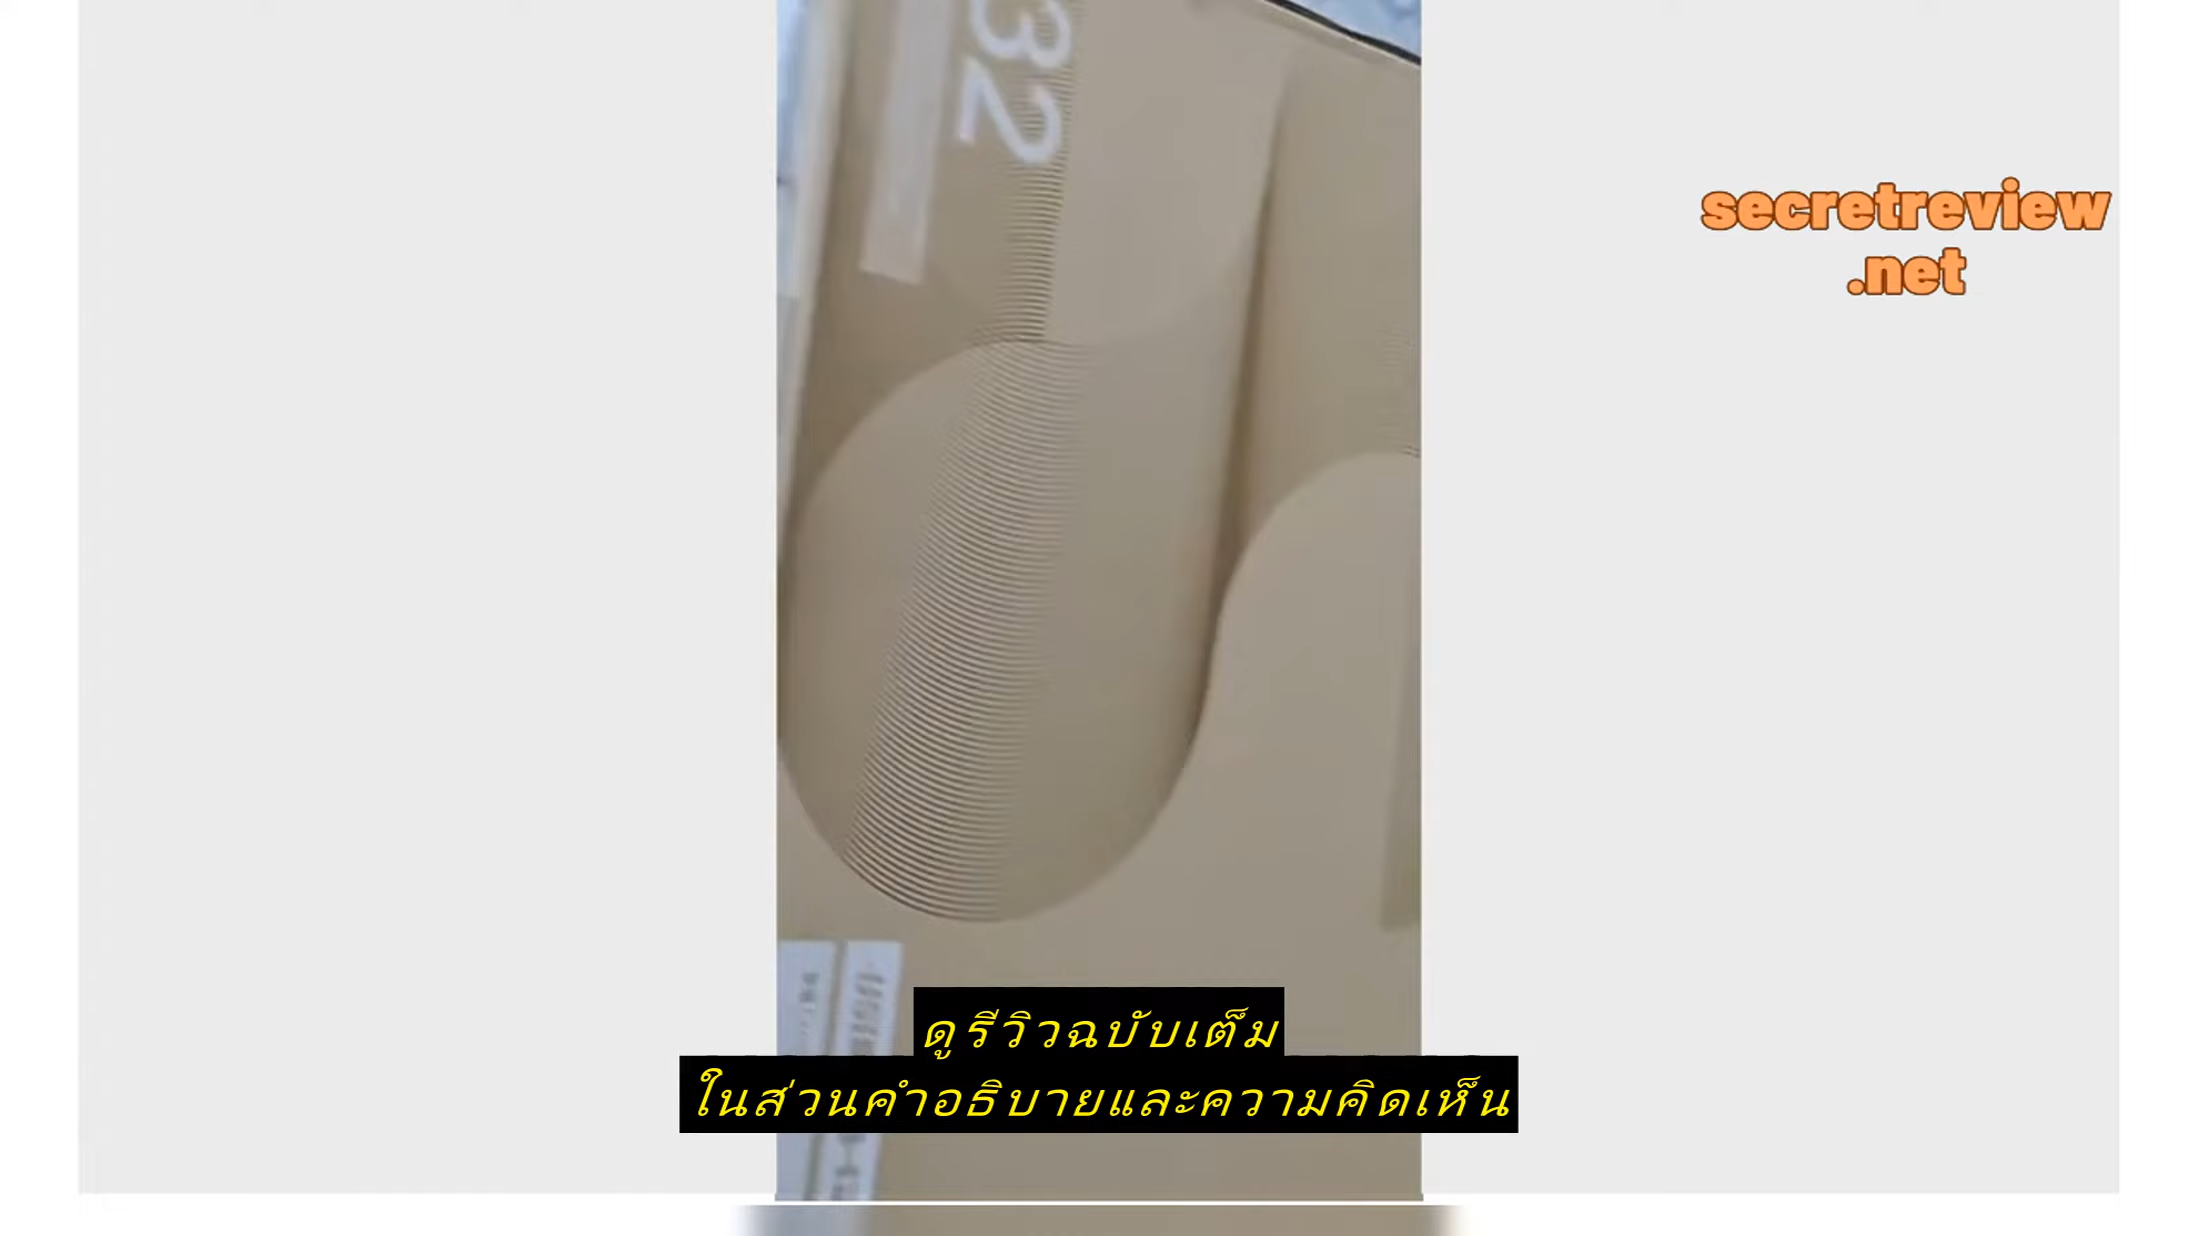 32
secretreview
.net
ดูรีวิวฉบับเต็ม
ในส่วนคำอธิบายและความคิดเห็น